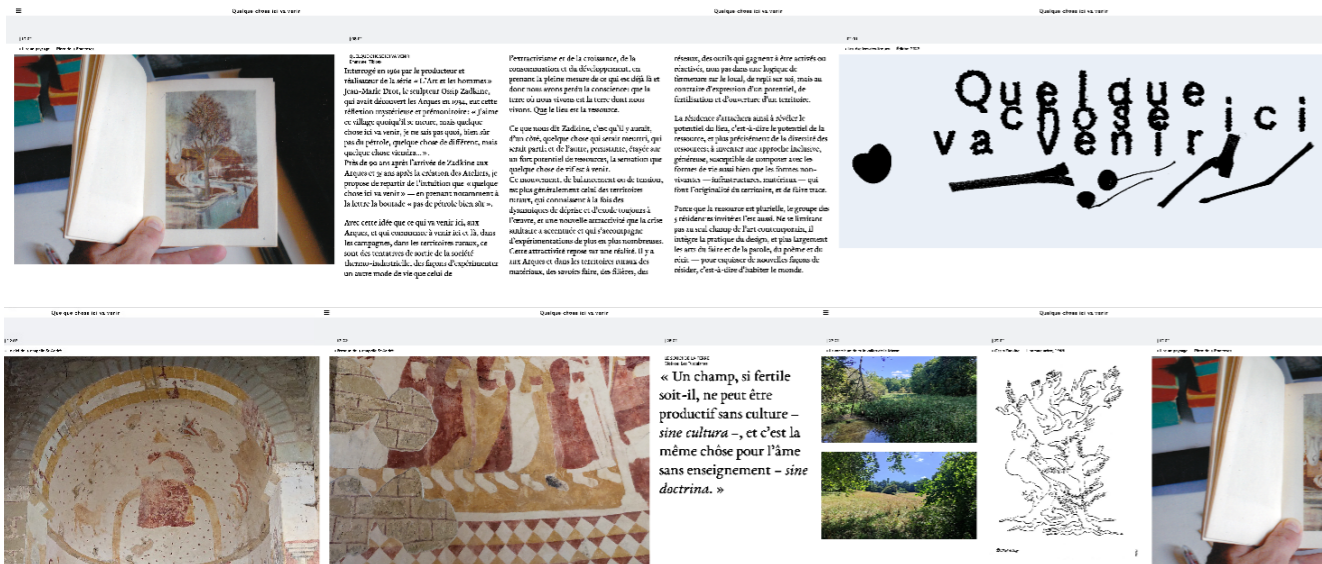 Quelque chose ici va venir
Quelque chose ici va venir
Quelque chose ici va venir
Interrogé en 1961 par le producteur et
réalisateur de la série « L'Art et les hommes »
Jean-Marie Drot, le sculpteur Ossip Zadkine,
qui avait découvert les Arques en 1934, eut cette
réflexion mystérieuse et prémonitoire : « J'aime
ce village quoiqu'il se meure, mais quelque
chose ici va venir, je ne sais pas quoi, bien sûr
pas du pétrole, quelque chose de différent, mais
quelque chose viendra... ».
Près de 90 ans après l'arrivée de Zadkine aux
Arques et 35 ans après la création des Ateliers, je
propose de repartir de l'intuition que « quelque
chose ici va venir » — en prenant notamment à
la lettre la boutade « pas de pétrole bien sûr ».
Avec cette idée que ce qui va venir ici, aux
Arques, et qui commence à venir ici et là, dans
les campagnes, dans les territoires ruraux, ce
sont des tentatives de sortie de la société
thermo-industrielle, des façons d'expérimenter
un autre mode de vie que celui de
l'extractivisme et de la croissance, de la
consommation et du développement, en
prenant la pleine mesure de ce qui est déjà là et
dont nous avons perdu la conscience: que la
terre où nous vivons est la terre dont nous
vivons. Que le lieu est la ressource.
Ce que nous dit Zadkine, c'est qu'il y aurait,
d'un côté, quelque chose qui serait mourant, qui
serait parti; et de l'autre, persistante, étayée sur
un fort potentiel de ressources, la sensation que
quelque chose de vif est à venir.
Ce mouvement, de balancement ou de tension,
est plus généralement celui des territoires
ruraux, qui connaissent à la fois des
dynamiques de déprise et d'exode toujours à
l'œuvre, et une nouvelle attractivité que la crise
sanitaire a accentuée et qui s'accompagne
d'expérimentations de plus en plus nombreuses.
Cette attractivité repose sur une réalité. Il y a
aux Arques et dans les territoires ruraux des
matériaux, des savoirs faire, des filières, des
réseaux, des outils qui gagnent à être activés ou
réactivés, non pas dans une logique de
fermeture sur le local, de repli sur soi, mais au
contraire d'expression d'un potentiel, de
fertilisation et d'ouverture d'un territoire.
La résidence s'attachera ainsi à révéler le
potentiel du lieu, c'est-à-dire le potentiel de la
ressource, et plus précisément de la diversité des
ressources; à inventer une approche inclusive,
généreuse, susceptible de composer avec les
formes de vie aussi bien que les formes non-
vivantes — infrastructures, matériaux — qui
font l'originalité du territoire, et de faire trace.
Parce que la ressource est plurielle, le groupe des
5 résidents invités l'est aussi. Ne se limitant
pas au seul champ de l'art contemporain, il
intègre la pratique du design, et plus largement
les arts du faire et de la parole, du poème et du
récit — pour esquisser de nouvelles façons de
résider, c'est-à-dire d'habiter le monde.
Quelque
chose ici
va venir
Quelque chose ici va venir
Quelque chose ici va venir
Quelque chose ici va venir
« Un champ, si fertile
soit-il, ne peut être
productif sans culture –
sine cultura –, et c'est la
même chôse pour l'âme
sans enseignement – sine
doctrina. »